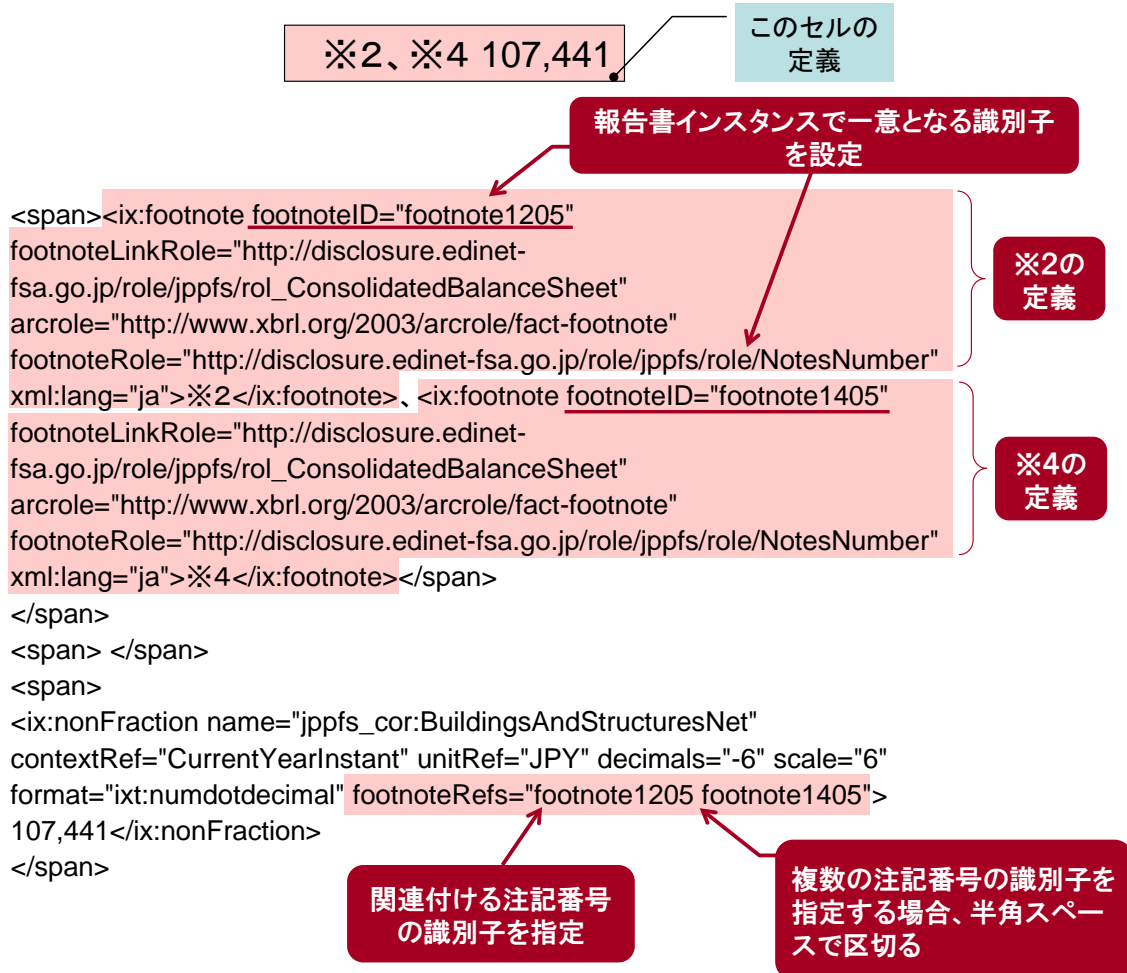 ※2、※4 107,441
このセルの
定義
報告書インスタンスで一意となる識別子
を設定
<span><ix:footnote footnoteID="footnote1205"
footnoteLinkRole="http://disclosure.edinet-
fsa.go.jp/role/jppfs/rol_ConsolidatedBalanceSheet"
arcrole="http://www.xbrl.org/2003/arcrole/fact-footnote"
footnoteRole="http://disclosure.edinet-fsa.go.jp/role/jppfs/role/NotesNumber"
xml:lang="ja">※2</ix:footnote>、<ix:footnote footnoteID="footnote1405"
footnoteLinkRole="http://disclosure.edinet-
fsa.go.jp/role/jppfs/rol_ConsolidatedBalanceSheet"
arcrole="http://www.xbrl.org/2003/arcrole/fact-footnote"
footnoteRole="http://disclosure.edinet-fsa.go.jp/role/jppfs/role/NotesNumber"
xml:lang="ja">※4</ix:footnote></span>
</span>
<span> </span>
<span>
<ix:nonFraction name="jppfs_cor:BuildingsAndStructuresNet"
contextRef="CurrentYearInstant" unitRef="JPY" decimals="-6" scale="6"
format="ixt:numdotdecimal" footnoteRefs="footnote1205 footnote1405">
107,441</ix:nonFraction>
</span>
※2の
定義
※4の
定義
関連付ける注記番号
の識別子を指定
複数の注記番号の識別子を
指定する場合、半角スペー
スで区切る